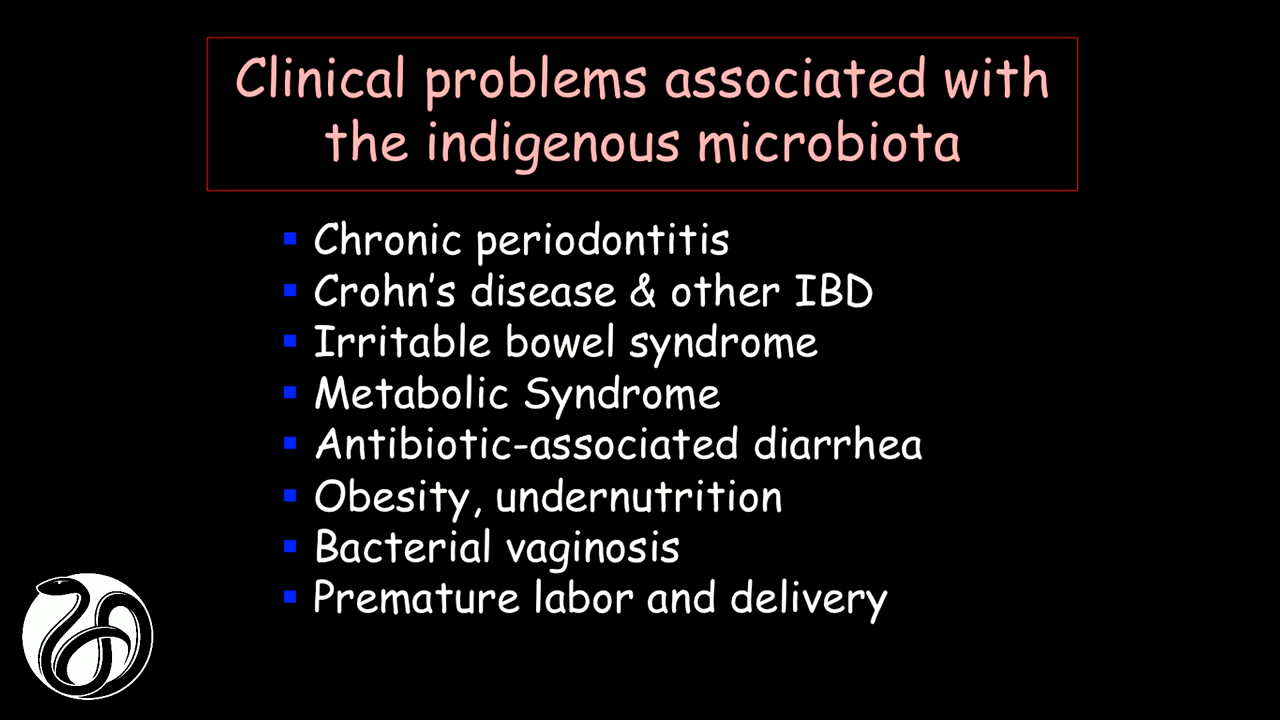 Clinical problems associated with
the indigenous microbiota
Chronic periodontitis
Crohn’s disease & other IBD
Irritable bowel syndrome
Metabolic Syndrome
Antibiotic-associated diarrhea
Obesity, undernutrition
Bacterial vaginosis
Premature labor and delivery